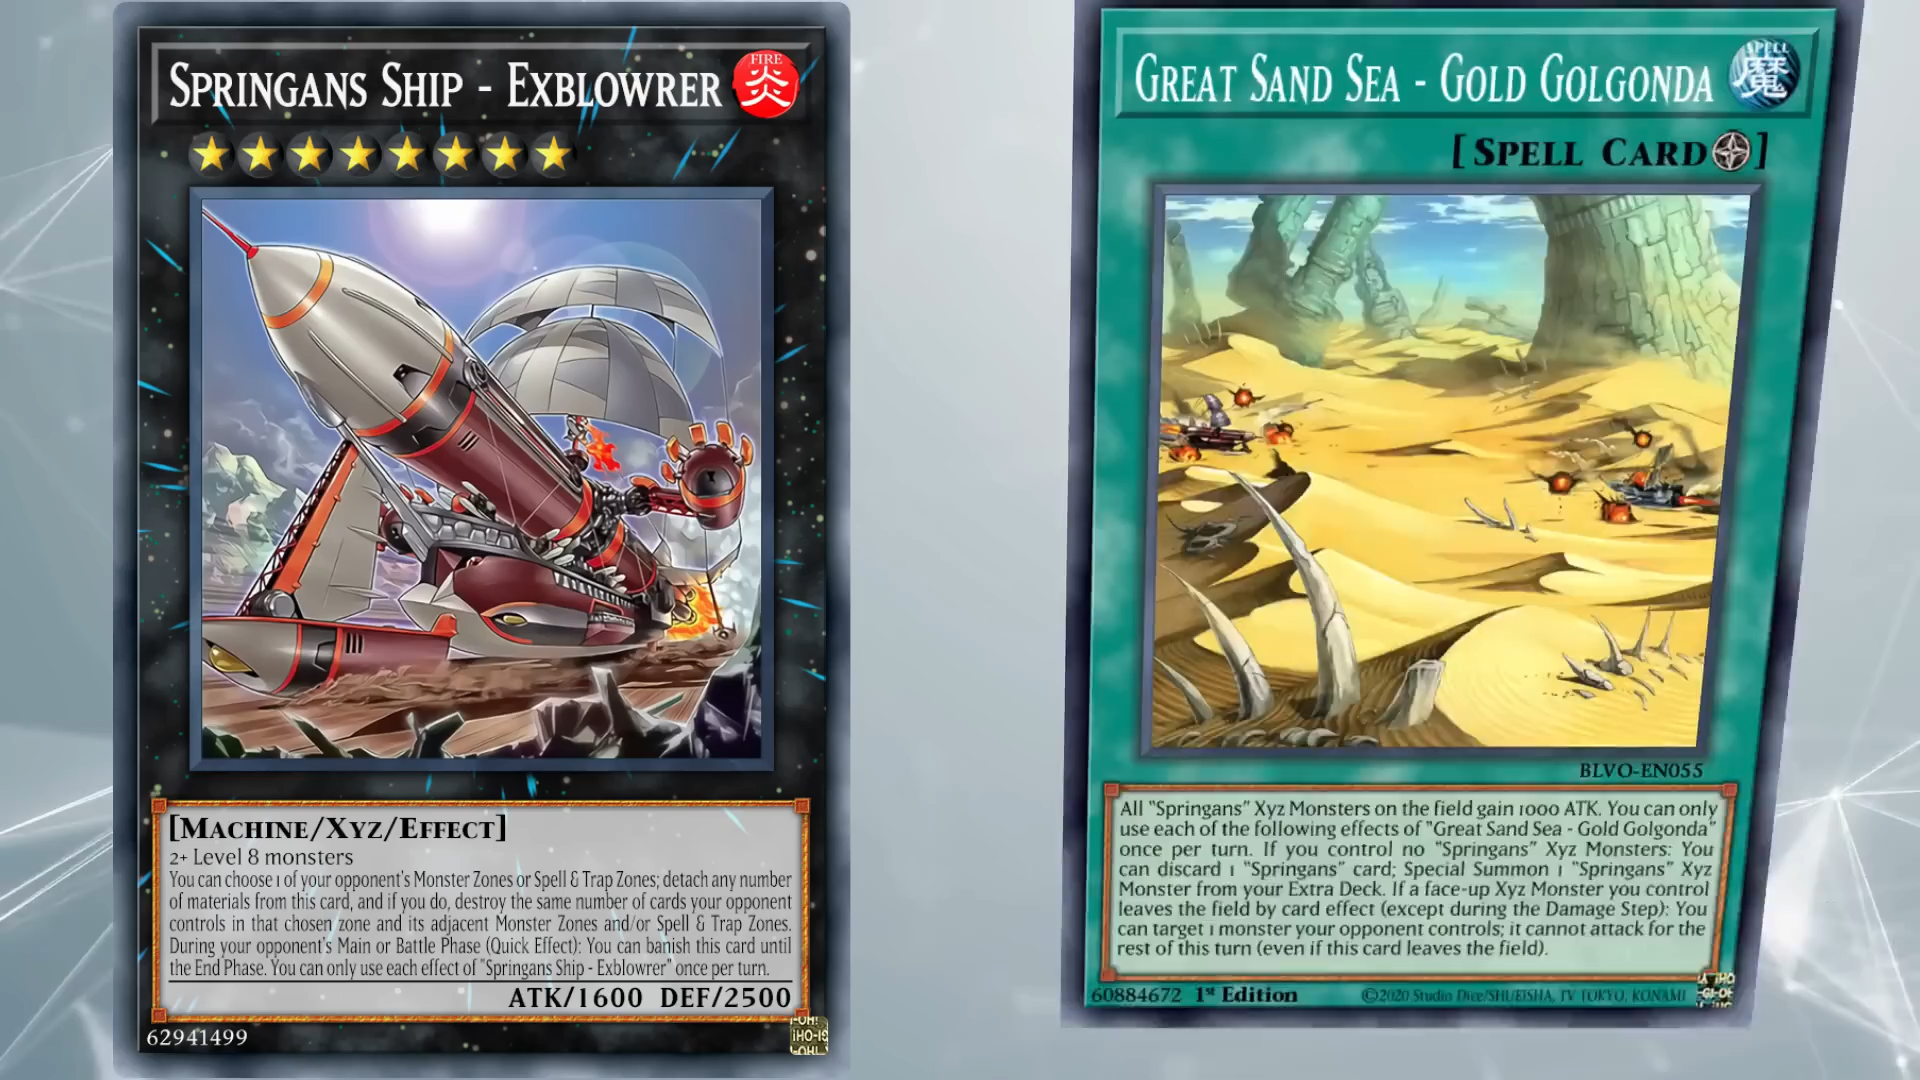 SPRINGANS SHIP - EXBLOWRER
FIRE
炎
[MACHINE/XYZ/EFFECT]
2+ Level 8 monsters
You can choose 1 of your opponent's Monster Zones or Spell & Trap Zones; detach any number
of materials from this card, and if you do, destroy the same number of cards your opponent
controls in that chosen zone and its adjacent Monster Zones and/or Spell & Trap Zones.
During your opponent's Main or Battle Phase (Quick Effect): You can banish this card until
the End Phase. You can only use each effect of "Springans Ship - Exblowrer" once per turn.
ATK/1600 DEF/2500
62941499
GREAT SAND SEA - GOLD GOLGONDA
SPELL
魔
[SPELL CARD]
BLVO-EN055
All "Springans" Xyz Monsters on the field gain 1000 ATK. You can only
use each of the following effects of "Great Sand Sea - Gold Golgonda"
once per turn. If you control no "Springans" Xyz Monsters: You
can discard 1 "Springans" card; Special Summon 1 "Springans" Xyz
Monster from your Extra Deck. If a face-up Xyz Monster you control
leaves the field by card effect (except during the Damage Step): You
can target 1 monster your opponent controls; it cannot attack for the
rest of this turn (even if this card leaves the field).
60884672 1st Edition
©2020 Studio Dice/SHUEISHA, TV TOKYO, KONAMI